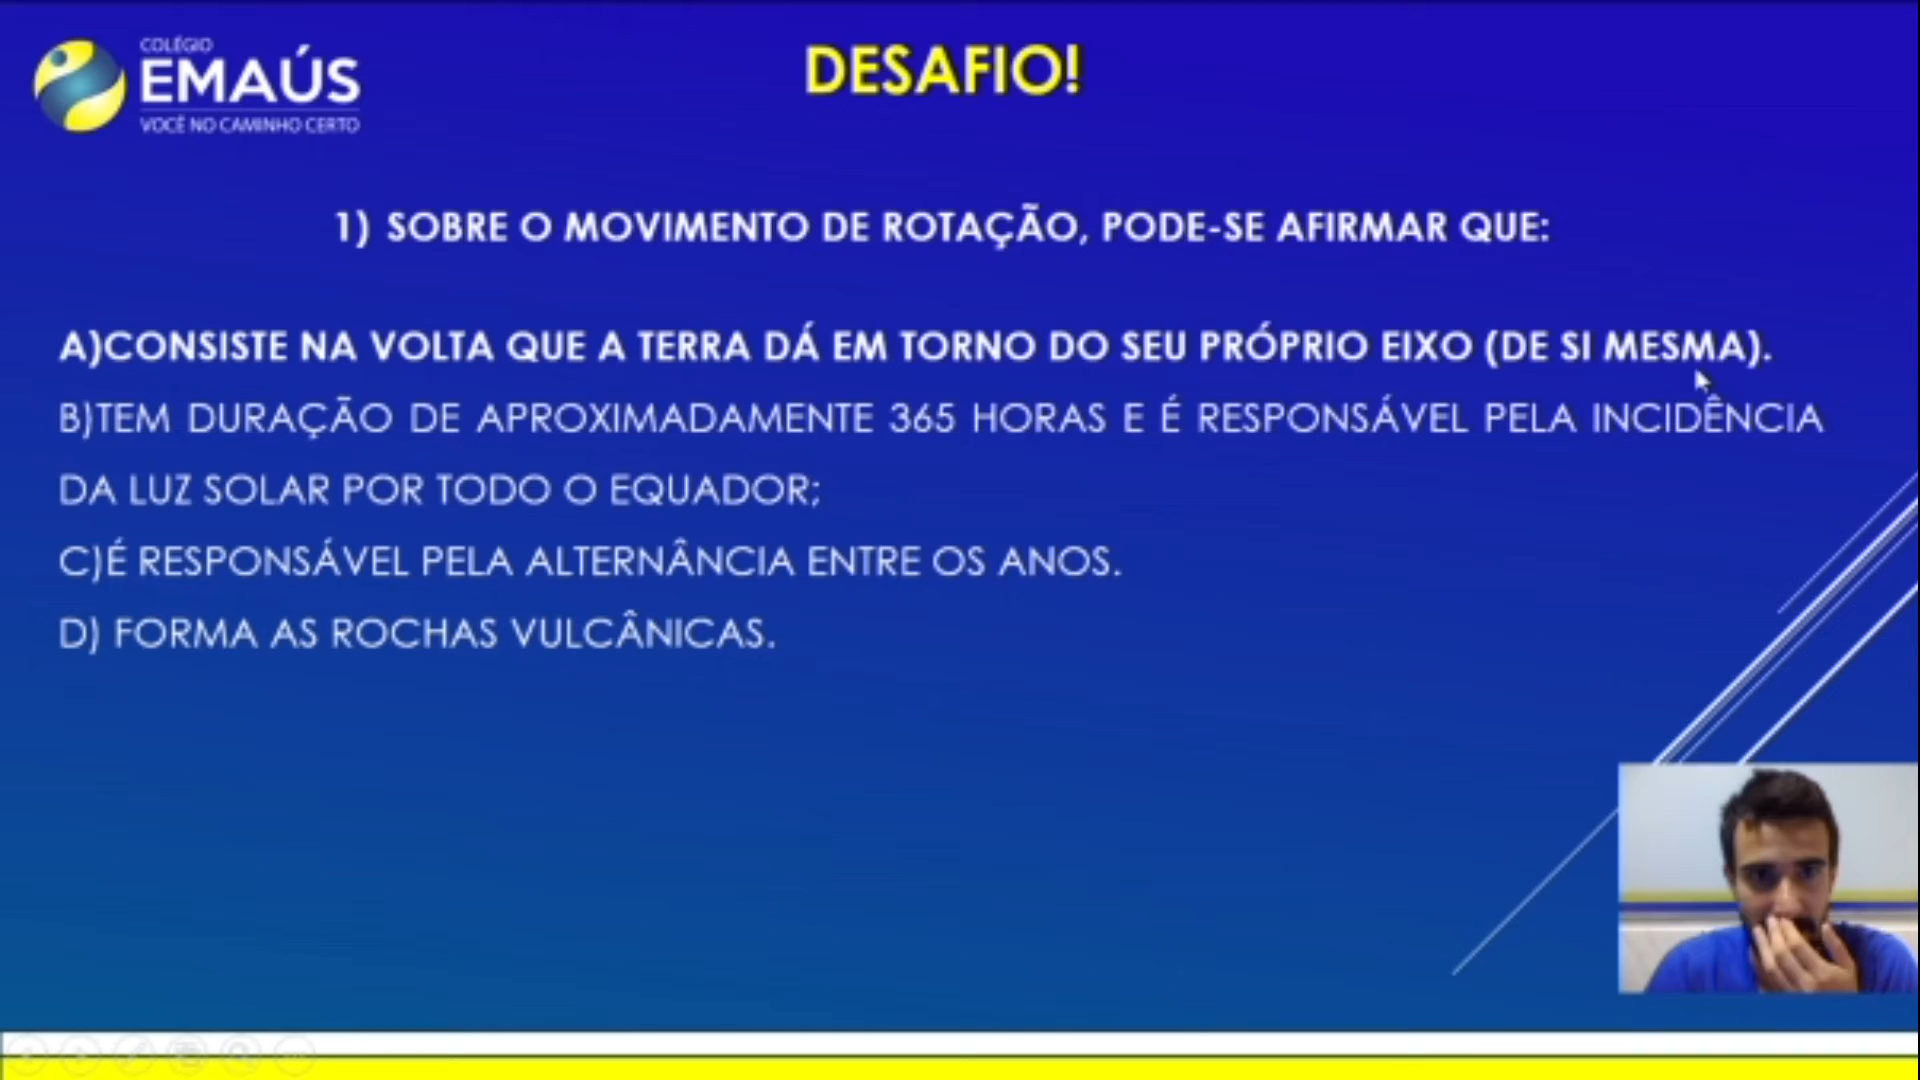 COLÉGIO
EMAÚS
VOCÊ NO CAMINHO CERTO
DESAFIO!
1) SOBRE O MOVIMENTO DE ROTAÇÃO, PODE-SE AFIRMAR QUE:
A)CONSISTE NA VOLTA QUE A TERRA DÁ EM TORNO DO SEU PRÓPRIO EIXO (DE SI MESMA).
B)TEM DURAÇÃO DE APROXIMADAMENTE 365 HORAS E É RESPONSÁVEL PELA INCIDÊNCIA
DA LUZ SOLAR POR TODO O EQUADOR;
C)É RESPONSÁVEL PELA ALTERNÂNCIA ENTRE OS ANOS.
D) FORMA AS ROCHAS VULCÂNICAS.